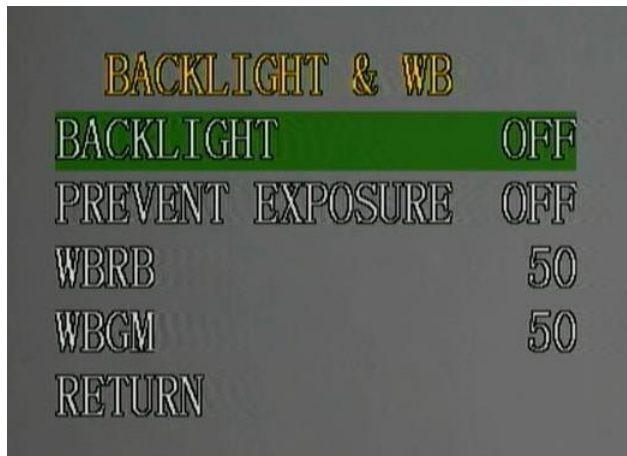 BACKLIGHT & WB
BACKLIGHT OFF
PREVENT EXPOSURE OFF
WBRB 50
WBGM 50
RETURN